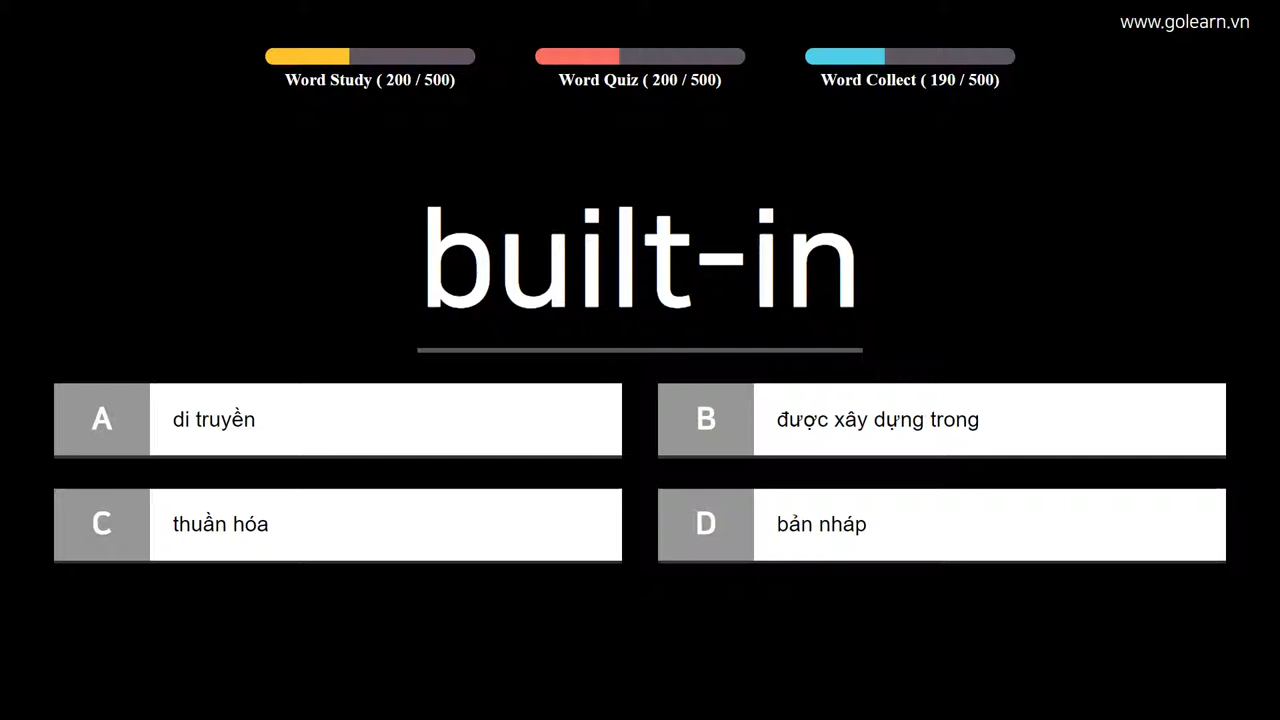 www.golearn.vn
Word Study ( 200 / 500)
Word Quiz ( 200 / 500)
Word Collect ( 190 / 500)
built-in
A di truyền
B được xây dựng trong
C thuần hóa
D bản nháp